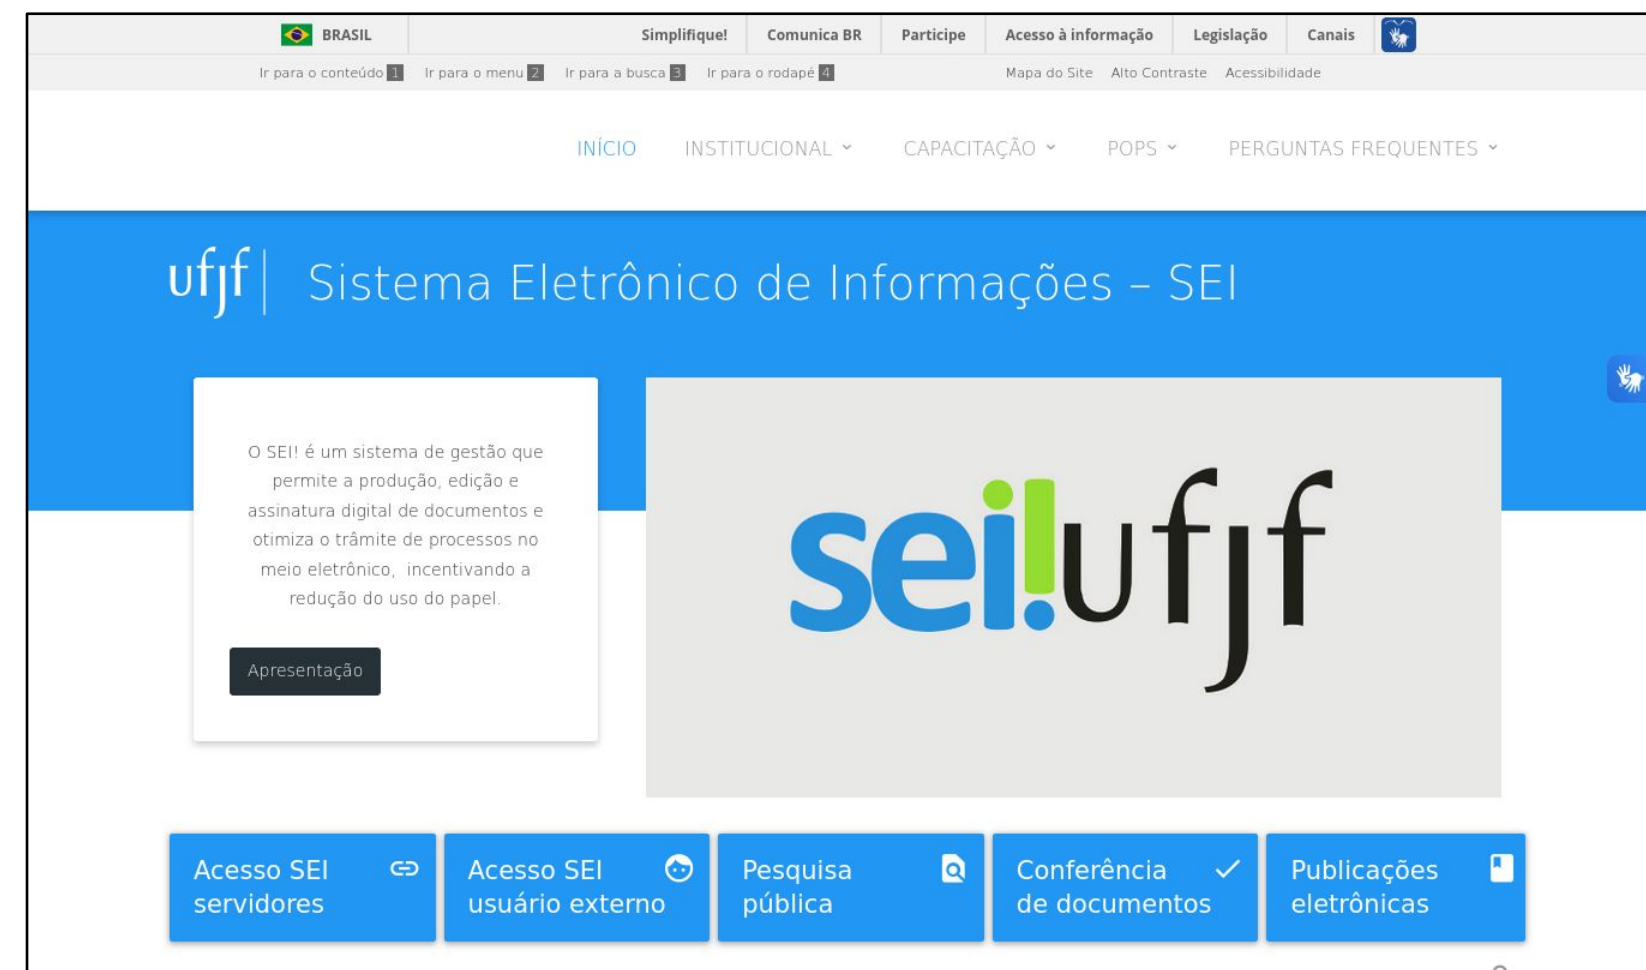 BRASIL Simplifique! Comunica BR Participe Acesso à informação Legislação Canais
Ir para o conteúdo 1 Ir para o menu 2 Ir para a busca 3 Ir para o rodapé 4 Mapa do Site Alto Contraste Acessibilidade
INÍCIO INSTITUCIONAL CAPACITAÇÃO POPS PERGUNTAS FREQUENTES
ufjf Sistema Eletrônico de Informações – SEI
O SEI! é um sistema de gestão que
permite a produção, edição e
assinatura digital de documentos e
otimiza o trâmite de processos no
meio eletrônico, incentivando a
redução do uso do papel.
Apresentação
sei!ufjf
Acesso SEI
servidores
Acesso SEI
usuário externo
Pesquisa
pública
Conferência
de documentos
Publicações
eletrônicas